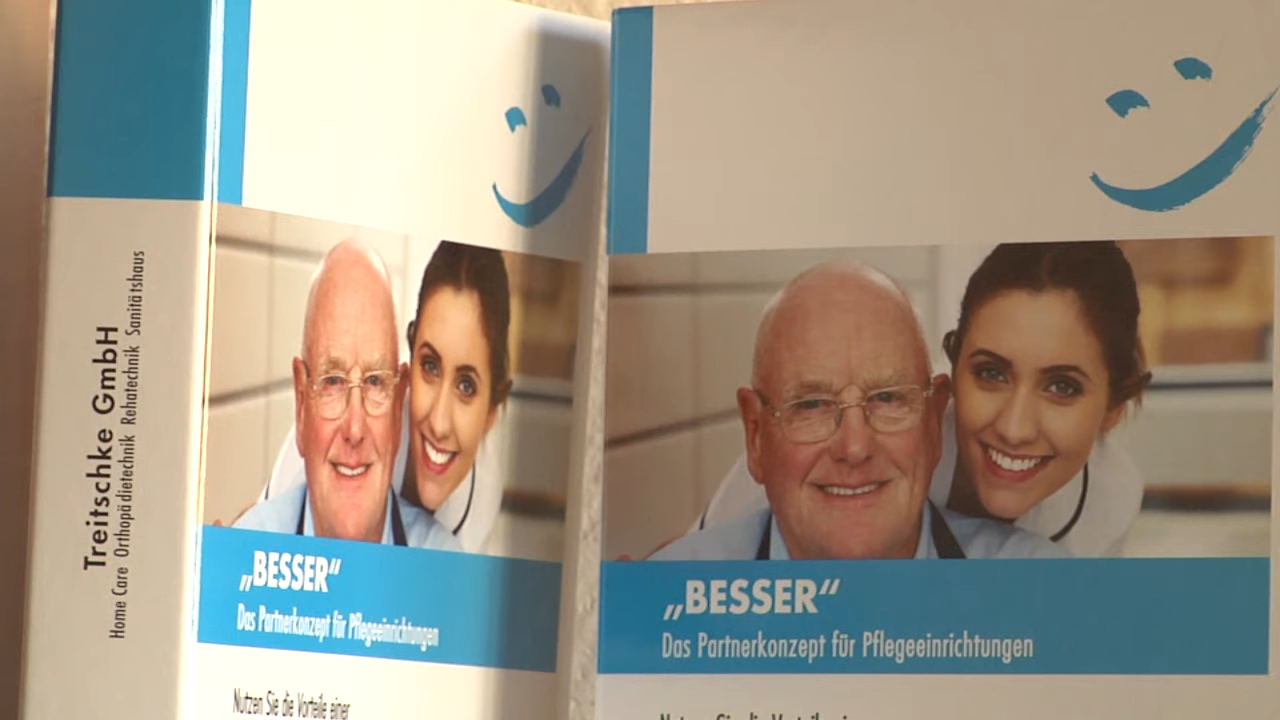 Treitschke GmbH
Home Care Orthopädietechnik Rehatechnik Sanitätshaus
„BESSER“
Das Partnerkonzept für Pflegeeinrichtungen
Nutzen Sie die Vorteile einer
„BESSER“
Das Partnerkonzept für Pflegeeinrichtungen